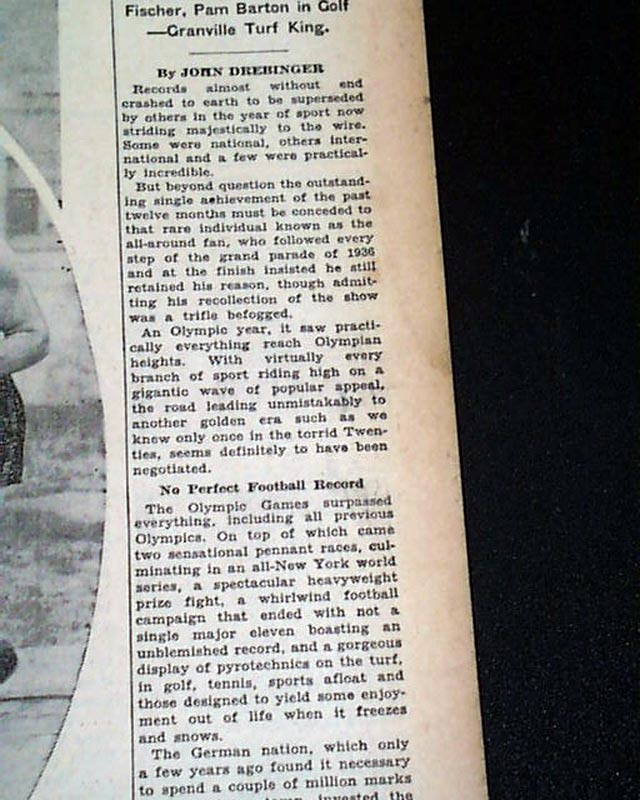 Fischer, Pam Barton in Golf
—Granville Turf King.
By JOHN DREBINGER
Records almost without end
crashed to earth to be superseded
by others in the year of sport now
striding majestically to the wire.
Some were national, others inter-
national and a few were practical-
ly incredible.
But beyond question the outstand-
ing single achievement of the past
twelve months must be conceded to
that rare individual known as the
all-around fan, who followed every
step of the grand parade of 1936
and at the finish insisted he still
retained his reason, though admit-
ting his recollection of the show
was a trifle befogged.
An Olympic year, it saw practi-
cally everything reach Olympian
heights. With virtually every
branch of sport riding high on a
gigantic wave of popular appeal,
the road leading unmistakably to
another golden era such as we
knew only once in the torrid Twen-
ties, seems definitely to have been
negotiated.
No Perfect Football Record
The Olympic Games surpassed
everything, including all previous
Olympics. On top of which came
two sensational pennant races, cul-
minating in an all-New York world
series, a spectacular heavyweight
prize fight, a whirlwind football
campaign that ended with not a
single major eleven boasting an
unblemished record, and a gorgeous
display of pyrotechnics on the turf,
in golf, tennis, sports afloat and
those designed to yield some enjoy-
ment out of life when it freezes
and snows.
The German nation, which only
a few years ago found it necessary
to spend a couple of million marks
invested the